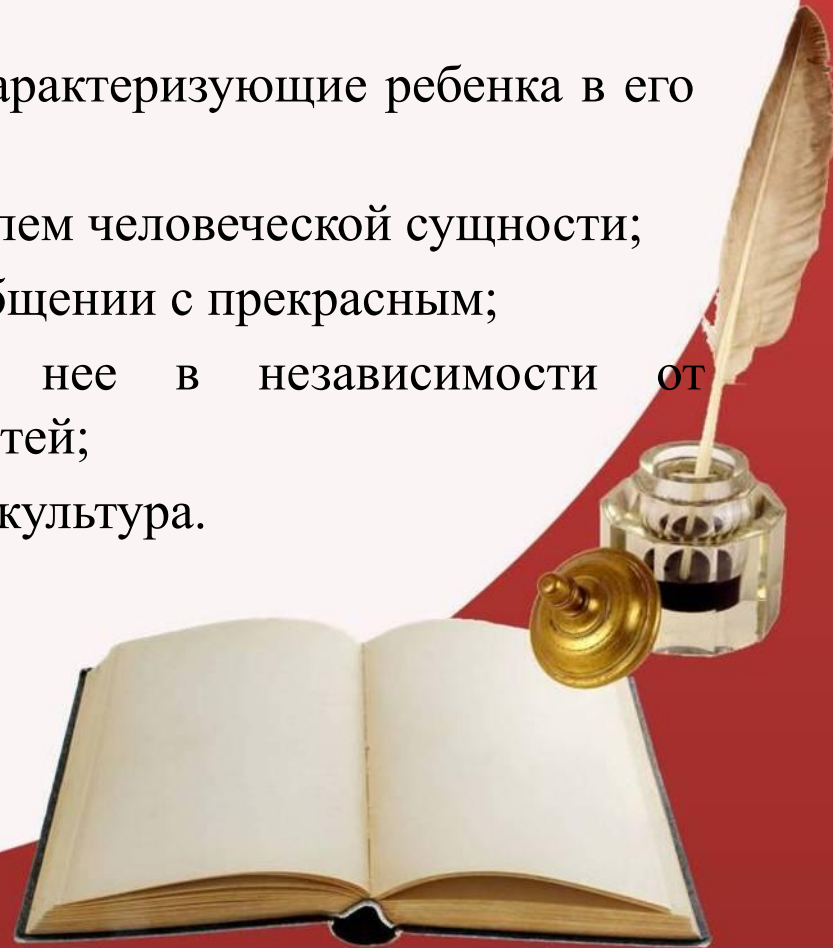 арактеризующие ребенка в его
лем человеческой сущности;
бщении с прекрасным;
нее в независимости от
тей;
культура.